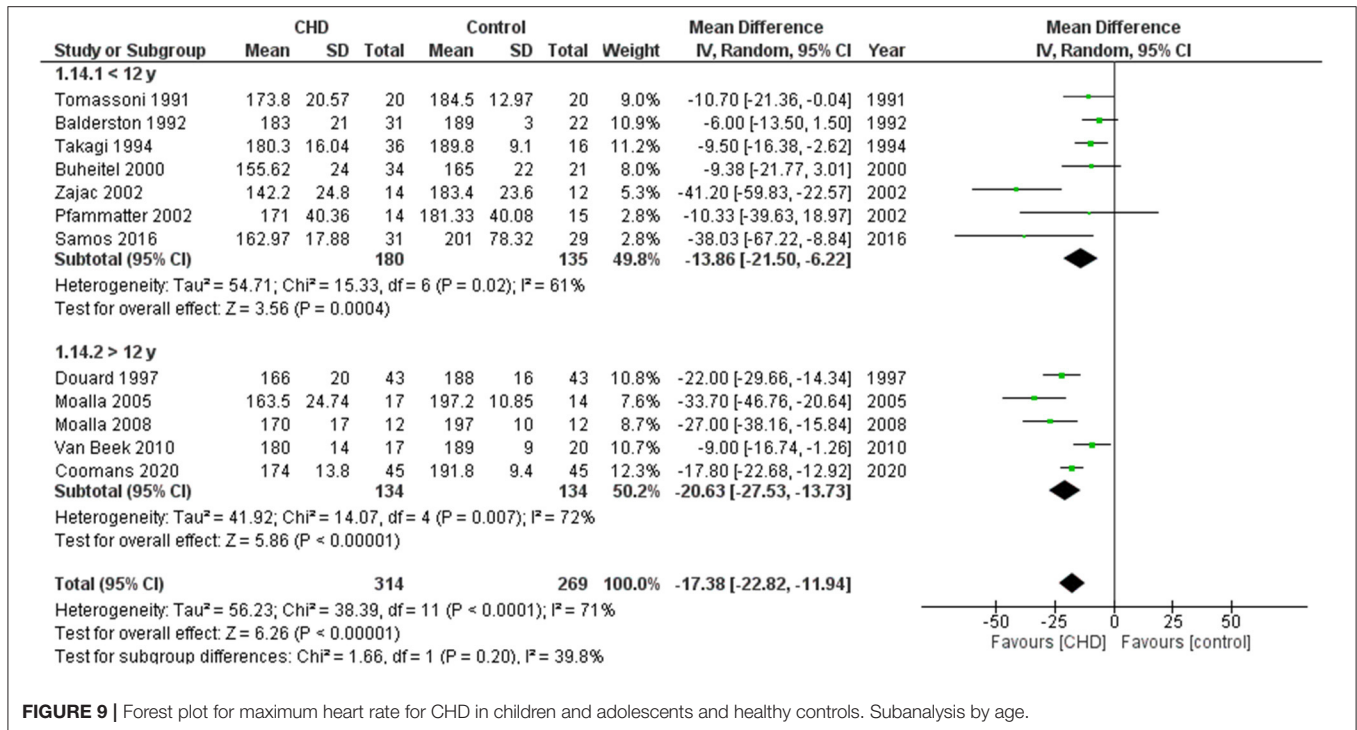 CHD Control Mean Difference Mean Difference
Study or Subgroup Mean SD Total Mean SD Total Weight IV, Random, 95% CI Year IV, Random, 95% CI
1.14.1 < 12 y
Tomassoni 1991 173.8 20.57 20 184.5 12.97 20 9.0% -10.70 [-21.36, -0.04] 1991
Balderston 1992 183 21 31 189 3 22 10.9% -6.00 [-13.50, 1.50] 1992
Takagi 1994 180.3 16.04 36 189.8 9.1 16 11.2% -9.50 [-16.38, -2.62] 1994
Buheitel 2000 155.62 24 34 165 22 21 8.0% -9.38 [-21.77, 3.01] 2000
Zajac 2002 142.2 24.8 14 183.4 23.6 12 5.3% -41.20 [-59.83, -22.57] 2002
Pfammatter 2002 171 40.36 14 181.33 40.08 15 2.8% -10.33 [-39.63, 18.97] 2002
Samos 2016 162.97 17.88 31 201 78.32 29 2.8% -38.03 [-67.22, -8.84] 2016
Subtotal (95% CI) 180 135 49.8% -13.86 [-21.50, -6.22]
Heterogeneity: Tau² = 54.71; Chi² = 15.33, df = 6 (P = 0.02); I² = 61%
Test for overall effect: Z = 3.56 (P = 0.0004)
1.14.2 > 12 y
Douard 1997 166 20 43 188 16 43 10.8% -22.00 [-29.66, -14.34] 1997
Moalla 2005 163.5 24.74 17 197.2 10.85 14 7.6% -33.70 [-46.76, -20.64] 2005
Moalla 2008 170 17 12 197 10 12 8.7% -27.00 [-38.16, -15.84] 2008
Van Beek 2010 180 14 17 189 9 20 10.7% -9.00 [-16.74, -1.26] 2010
Coomans 2020 174 13.8 45 191.8 9.4 45 12.3% -17.80 [-22.68, -12.92] 2020
Subtotal (95% CI) 134 134 50.2% -20.63 [-27.53, -13.73]
Heterogeneity: Tau² = 41.92; Chi² = 14.07, df = 4 (P = 0.007); I² = 72%
Test for overall effect: Z = 5.86 (P < 0.00001)
Total (95% CI) 314 269 100.0% -17.38 [-22.82, -11.94]
Heterogeneity: Tau² = 56.23; Chi² = 38.39, df = 11 (P < 0.0001); I² = 71%
Test for overall effect: Z = 6.26 (P < 0.00001)
Test for subgroup differences: Chi² = 1.66, df = 1 (P = 0.20), I² = 39.8%
-50 -25 0 25 50
Favours [CHD] Favours [control]
FIGURE 9 | Forest plot for maximum heart rate for CHD in children and adolescents and healthy controls. Subanalysis by age.